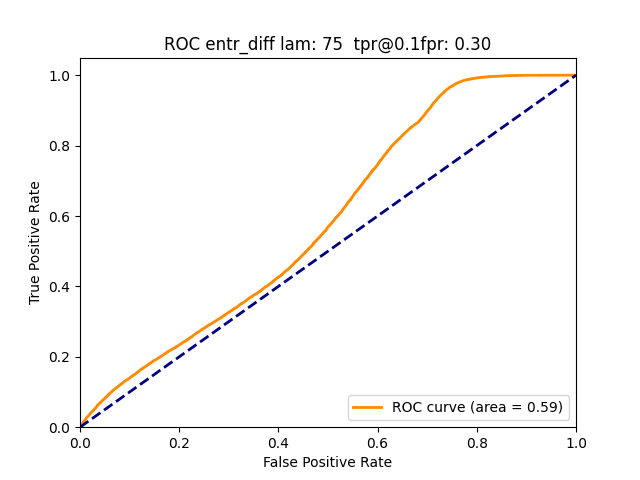 ROC entr_diff lam: 75  tpr@0.1fpr: 0.30
True Positive Rate
1.0
0.8
0.6
0.4
0.2
0.0
ROC curve (area = 0.59)
0.0 0.2 0.4 0.6 0.8 1.0
False Positive Rate